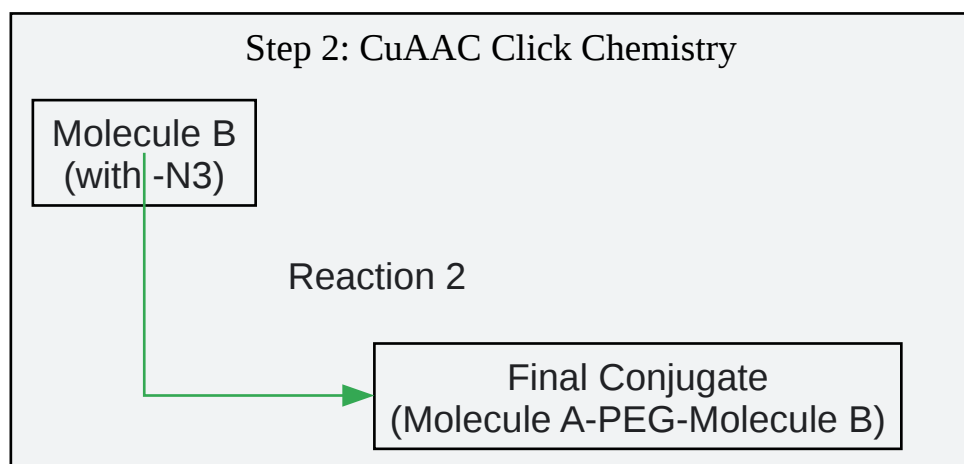 Step 2: CuAAC Click Chemistry
Molecule B
(with -N3)
Reaction 2
Final Conjugate
(Molecule A-PEG-Molecule B)